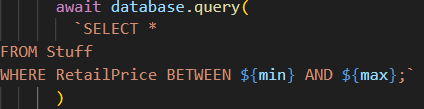 await database.query(
`SELECT *
FROM Stuff
WHERE RetailPrice BETWEEN ${min} AND ${max};`
)